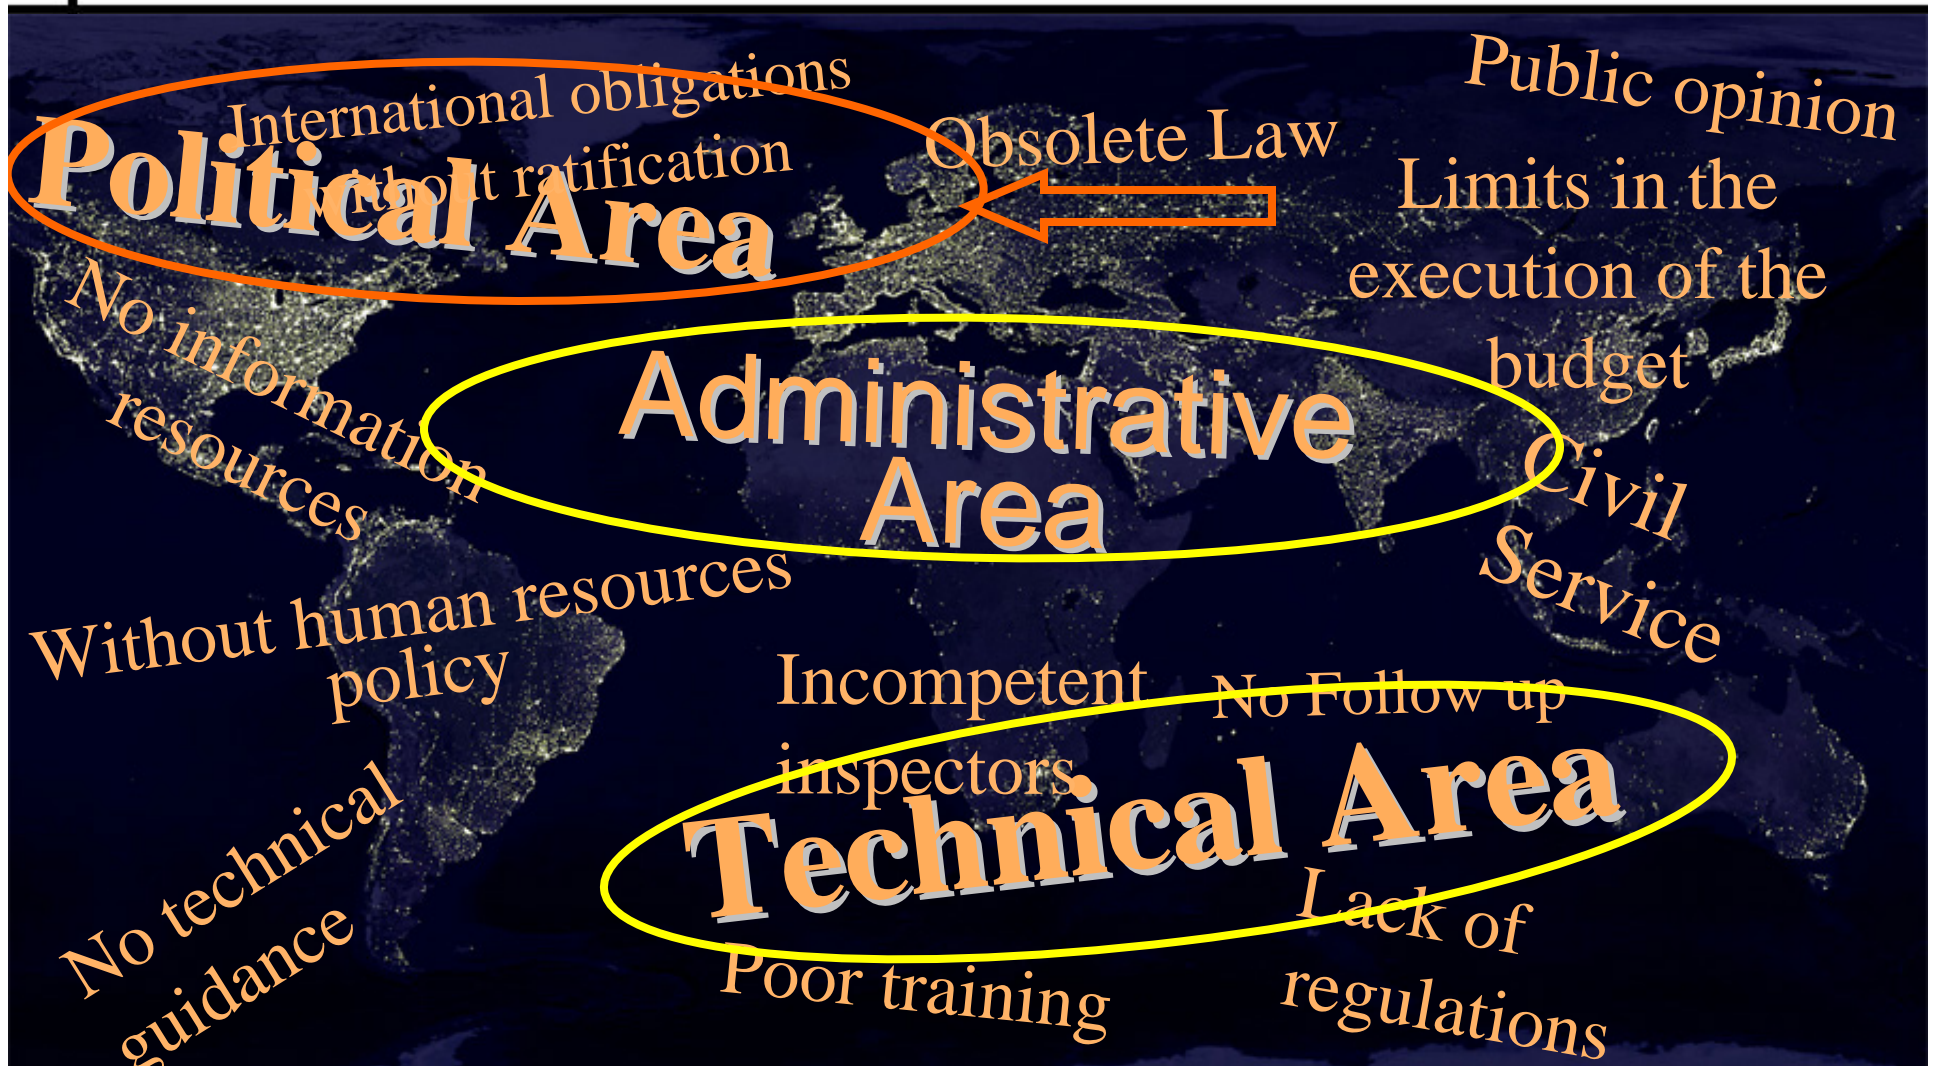 International obligations
without ratification
Political Area
Obsolete Law
Public opinion
Limits in the
execution of the
budget
No information
resources
Administrative
Area
Civil
Service
Without human resources
policy
Incompetent
inspectors
No Follow up
Technical Area
No technical
guidance
Poor training
Lack of
regulations